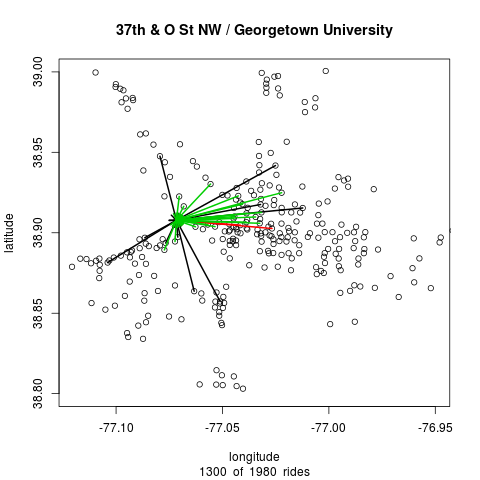 37th & O St NW / Georgetown University
39.00
38.95
38.90
38.85
38.80
latitude
-77.10
-77.05
-77.00
-76.95
longitude
1300 of 1980 rides